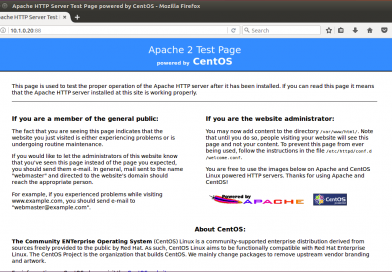 Apache HTTP Server Test Page powered by CentOS - Mozilla Firefox
pache HTTP Server Test
10.1.0.20:88
Search
Apache 2 Test Page
powered by CentOS
This page is used to test the proper operation of the Apache HTTP server after it has been installed. If you can read this page it means
that the Apache HTTP server installed at this site is working properly.
If you are a member of the general public:
The fact that you are seeing this page indicates that the
website you just visited is either experiencing problems or is
undergoing routine maintenance.
If you would like to let the administrators of this website know
that you've seen this page instead of the page you expected,
you should send them e-mail. In general, mail sent to the name
"webmaster" and directed to the website's domain should
reach the appropriate person.
For example, if you experienced problems while visiting
www.example.com, you should send e-mail to
"webmaster@example.com".
If you are the website administrator:
You may now add content to the directory /var/www/html/. Note
that until you do so, people visiting your website will see this
page and not your content. To prevent this page from ever
being used, follow the instructions in the file /etc/httpd/conf.d
/welcome.conf.
You are free to use the images below on Apache and CentOS
Linux powered HTTP servers. Thanks for using Apache and
CentOS!
Powered by
APACHE
CentOS
About CentOS:
The Community ENTerprise Operating System (CentOS) Linux is a community-supported enterprise distribution derived from
sources freely provided to the public by Red Hat. As such, CentOS Linux aims to be functionally compatible with Red Hat Enterprise
Linux. The CentOS Project is the organization that builds CentOS. We mainly change packages to remove upstream vendor branding
and artwork.